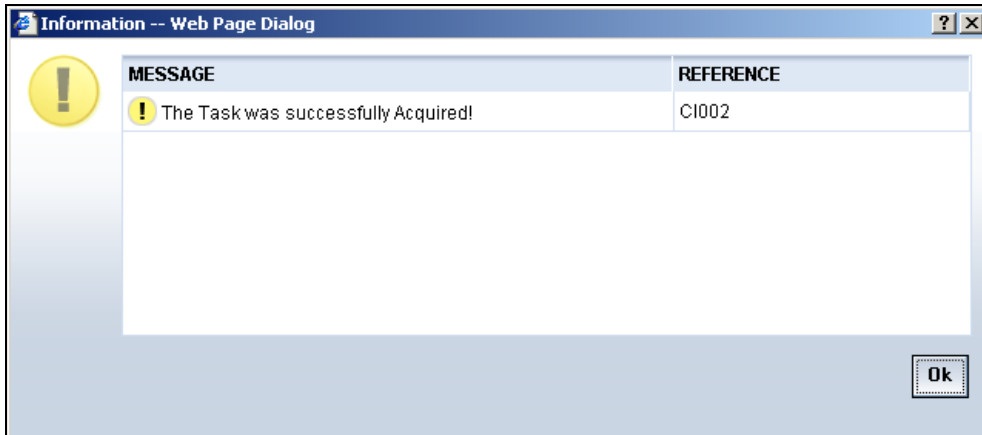 Information -- Web Page Dialog
MESSAGE REFERENCE
The Task was successfully Acquired! CI002
Ok